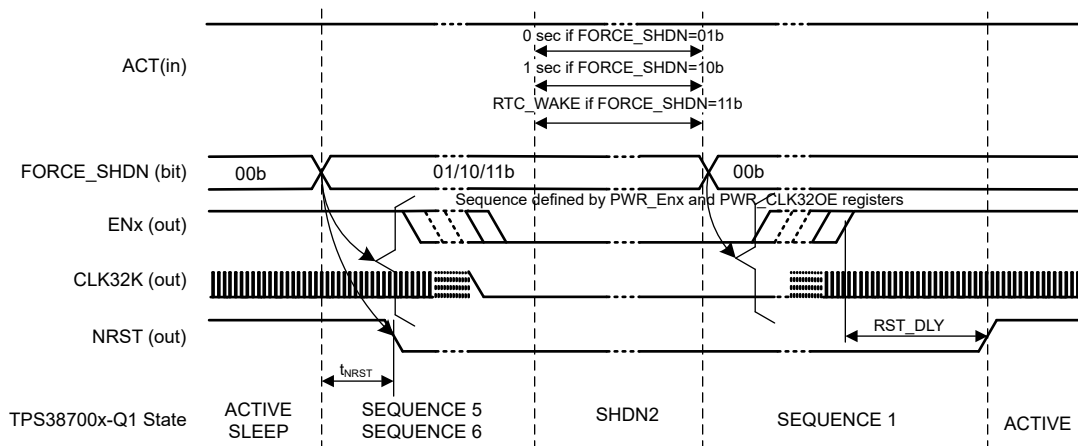 0 sec if FORCE_SHDN=01b
ACT(in)
1 sec if FORCE_SHDN=10b
RTC_WAKE if FORCE_SHDN=11b
FORCE_SHDN (bit) 00b 01/10/11b 00b
Sequence defined by PWR_Enx and PWR_CLK32OE registers
ENx (out)
CLK32K (out)
NRST (out) RST_DLY
tNRST
TPS38700x-Q1 State ACTIVE SEQUENCE 5 SHDN2 SEQUENCE 1 ACTIVE
SLEEP SEQUENCE 6